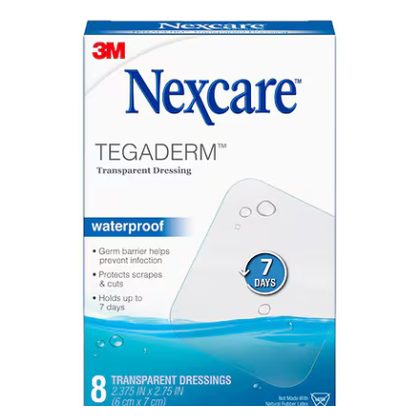 3M
Nexcare™
TEGADERM™
Transparent Dressing
waterproof
• Germ barrier helps
prevent infection
• Protects scrapes
& cuts
• Holds up to
7 days
7
DAYS
8 TRANSPARENT DRESSINGS
2.375 IN X 2.75 IN
(6 cm x 7 cm)
Not Made With
Natural Rubber Latex